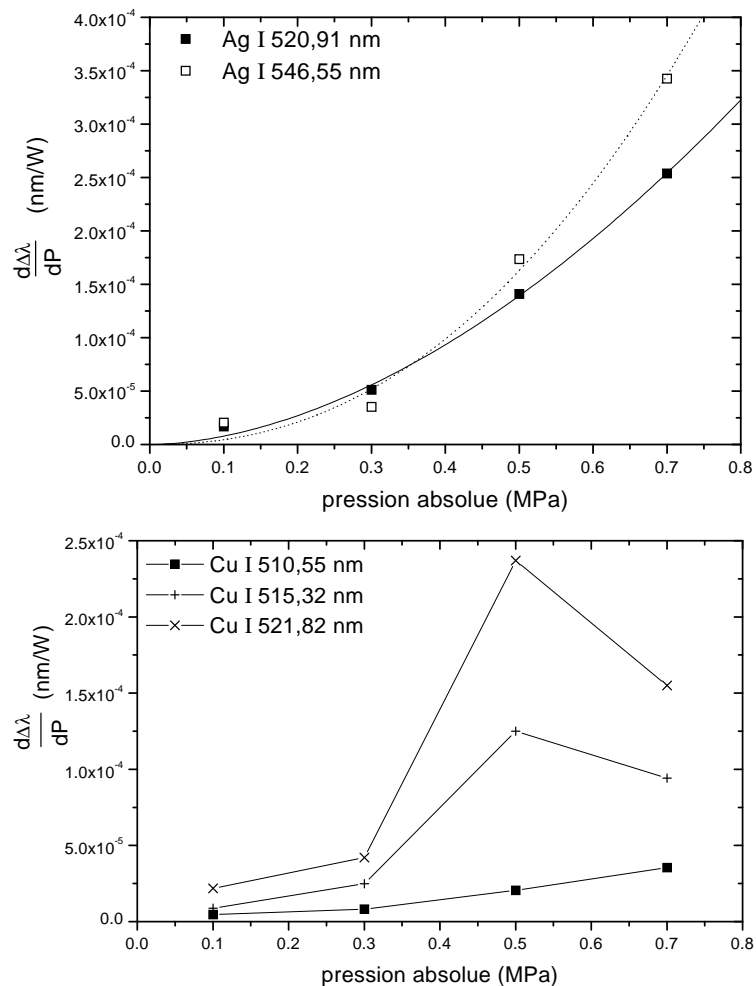 4.0x10⁻⁴
3.5x10⁻⁴
3.0x10⁻⁴
2.5x10⁻⁴
2.0x10⁻⁴
1.5x10⁻⁴
1.0x10⁻⁴
5.0x10⁻⁵
0.0
dΔλ
dP
(nm/W)
Ag I 520,91 nm
Ag I 546,55 nm
0.0 0.1 0.2 0.3 0.4 0.5 0.6 0.7 0.8
pression absolue (MPa)
2.5x10⁻⁴
2.0x10⁻⁴
1.5x10⁻⁴
1.0x10⁻⁴
5.0x10⁻⁵
0.0
dΔλ
dP
(nm/W)
Cu I 510,55 nm
Cu I 515,32 nm
Cu I 521,82 nm
0.0 0.1 0.2 0.3 0.4 0.5 0.6 0.7 0.8
pression absolue (MPa)